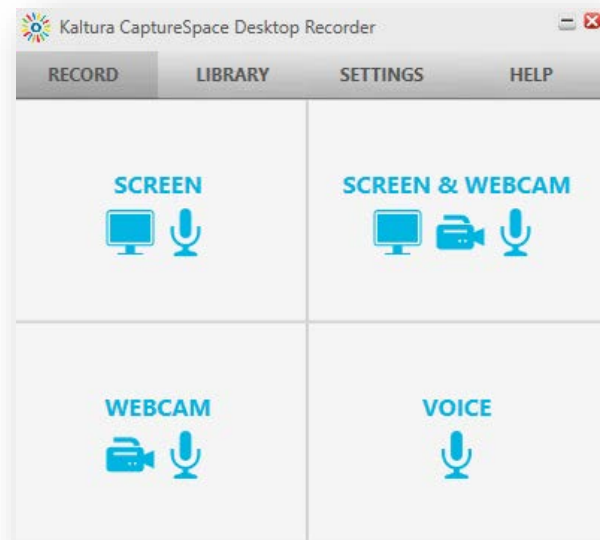 Kaltura CaptureSpace Desktop Recorder
RECORD LIBRARY SETTINGS HELP
SCREEN SCREEN & WEBCAM
WEBCAM VOICE